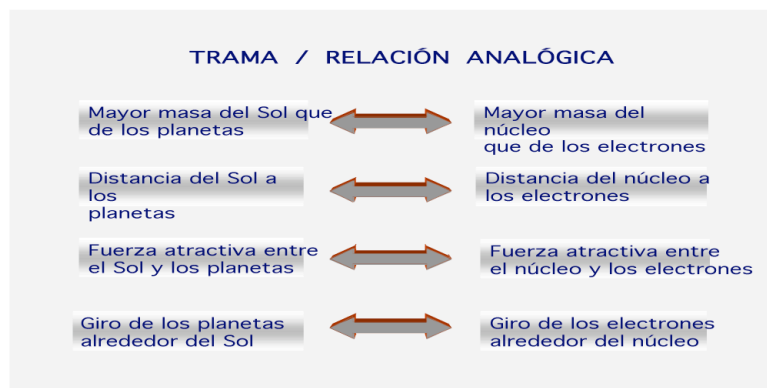 TRAMA / RELACIÓN ANALÓGICA
Mayor masa del Sol que
de los planetas
Mayor masa del
núcleo
que de los electrones
Distancia del Sol a
los
planetas
Distancia del núcleo a
los electrones
Fuerza atractiva entre
el Sol y los planetas
Fuerza atractiva entre
el núcleo y los electrones
Giro de los planetas
alrededor del Sol
Giro de los electrones
alrededor del núcleo